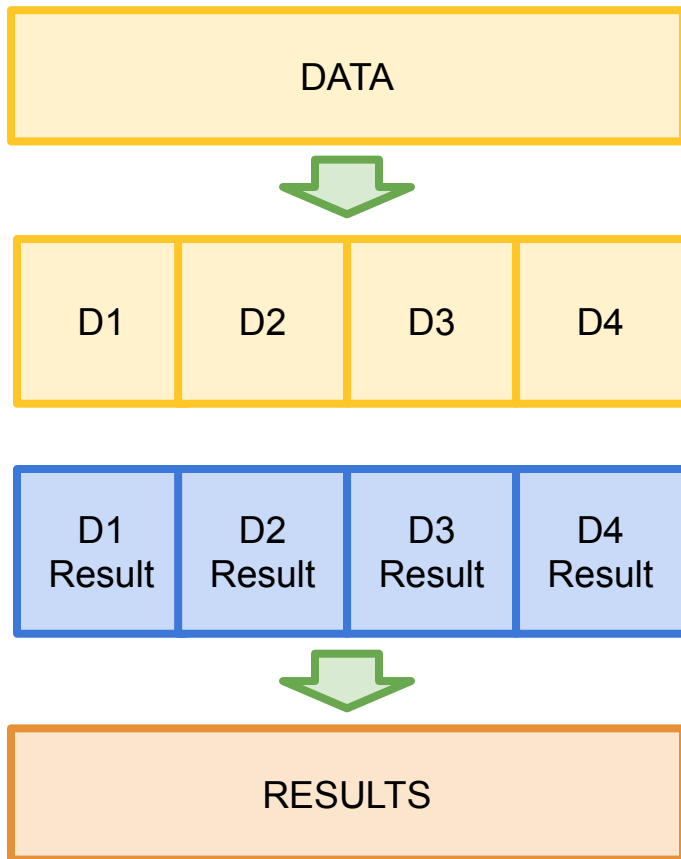 DATA
D1 D2 D3 D4
D1 D2 D3 D4
Result Result Result Result
RESULTS